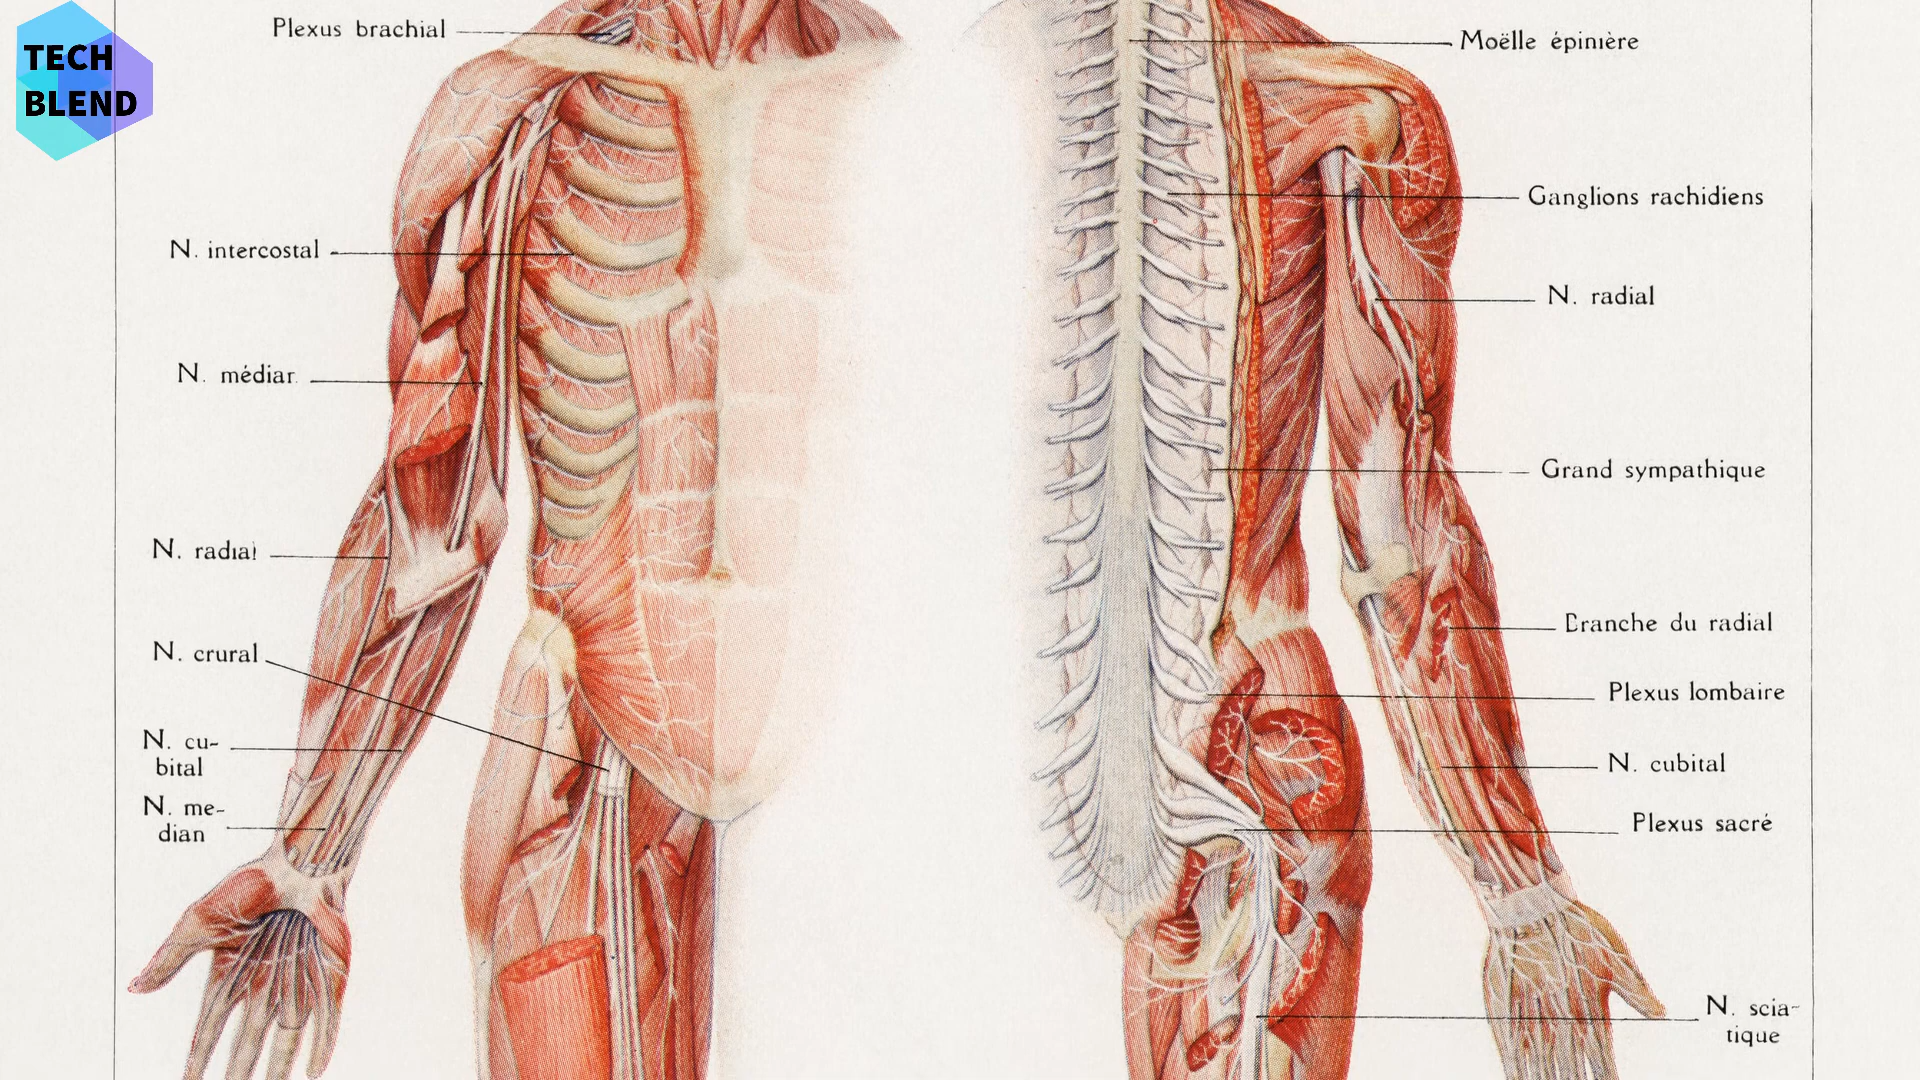 TECH
BLEND
Plexus brachial
N. intercostal
N. médiar
N. radial
N. crural
N. cu-
bital
N. me-
dian
Moëlle épinière
Ganglions rachidiens
N. radial
Grand sympathique
Branche du radial
Plexus lombaire
N. cubital
Plexus sacré
N. scia-
tique